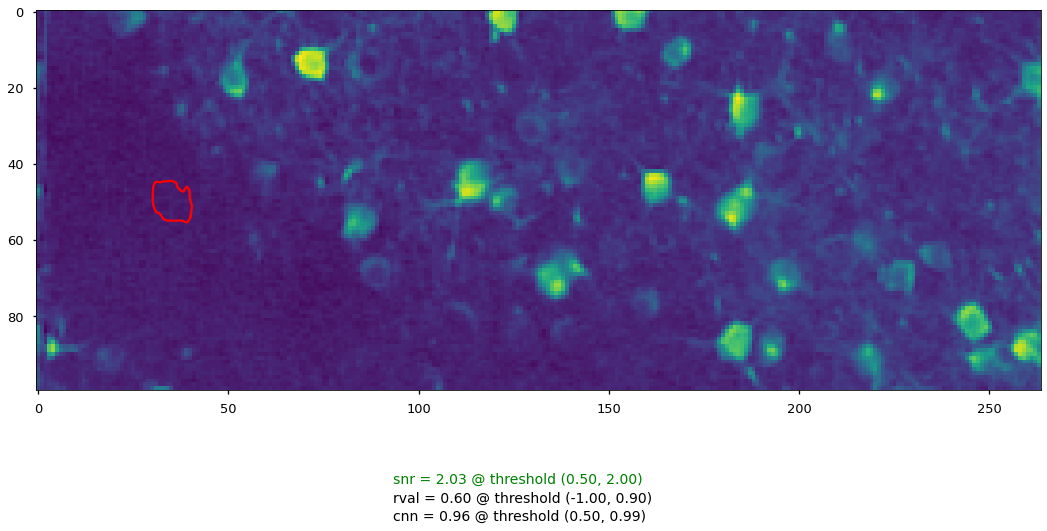 0
20
40
60
80
0 50 100 150 200 250
snr = 2.03 @ threshold (0.50, 2.00)
rval = 0.60 @ threshold (-1.00, 0.90)
cnn = 0.96 @ threshold (0.50, 0.99)